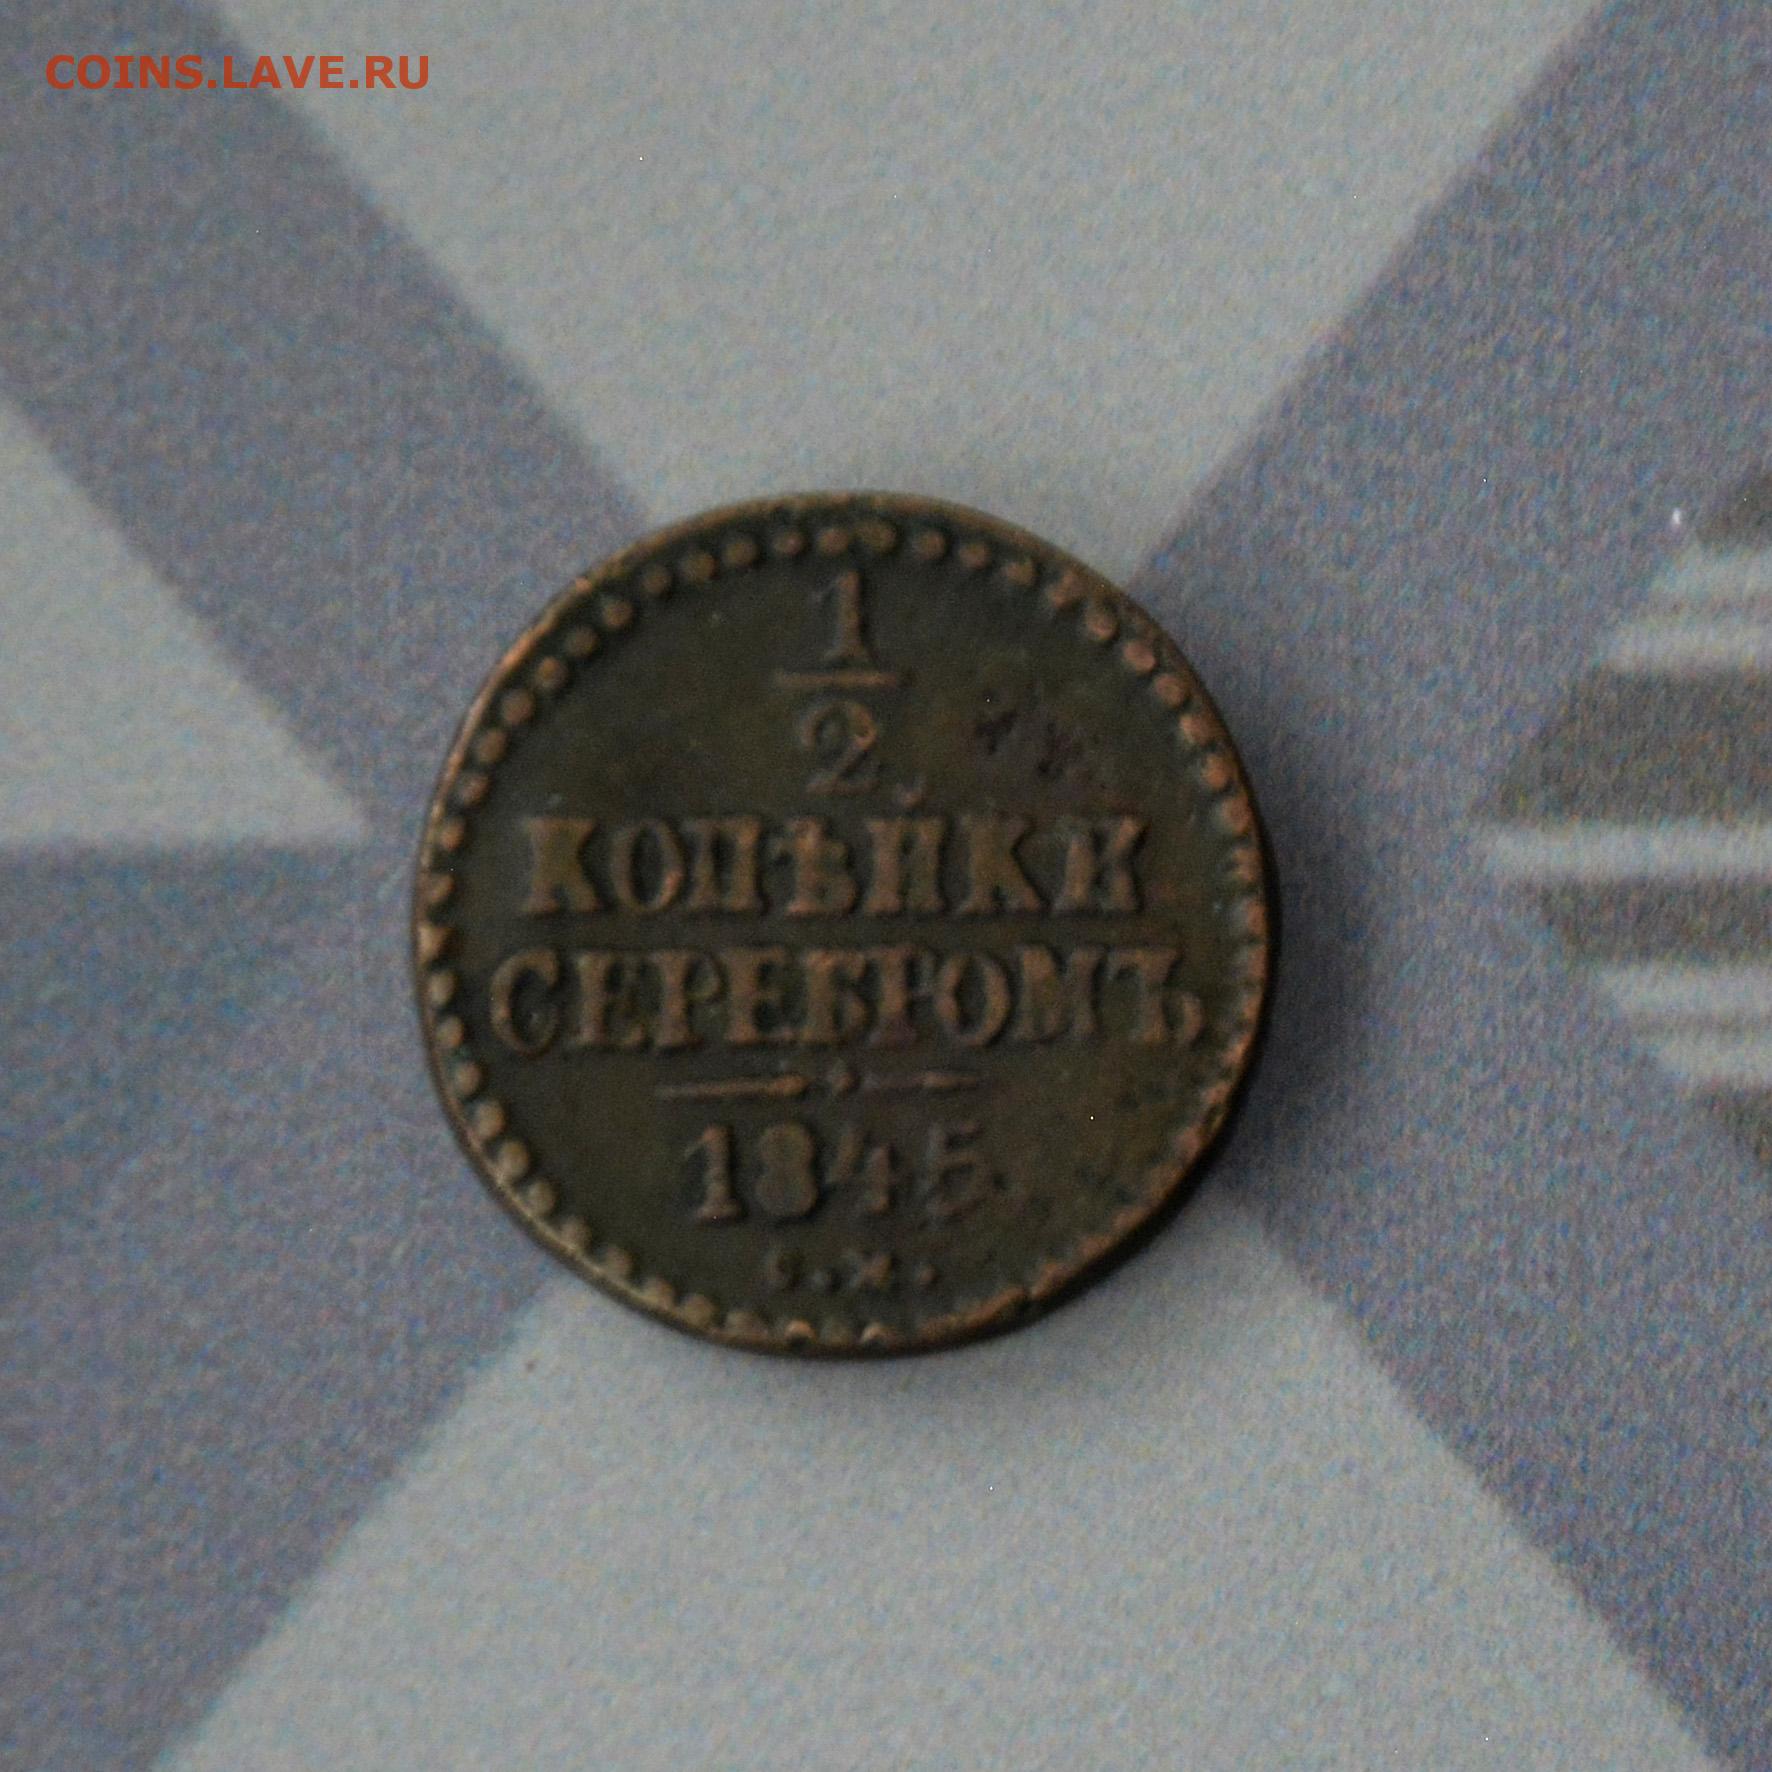 COINS.LAVE.RU
1
2
КОПѢЙКИ
СЕРЕБРОМЪ
1845
С.М.